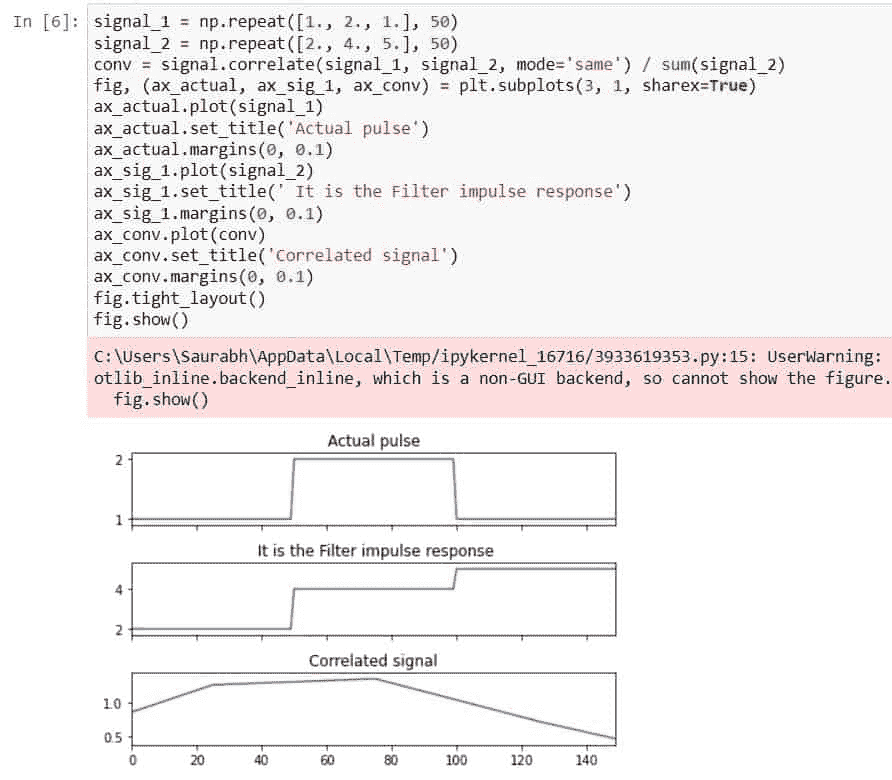 In [6]: signal_1 = np.repeat([1., 2., 1.], 50)
signal_2 = np.repeat([2., 4., 5.], 50)
conv = signal.correlate(signal_1, signal_2, mode='same') / sum(signal_2)
fig, (ax_actual, ax_sig_1, ax_conv) = plt.subplots(3, 1, sharex=True)
ax_actual.plot(signal_1)
ax_actual.set_title('Actual pulse')
ax_actual.margins(0, 0.1)
ax_sig_1.plot(signal_2)
ax_sig_1.set_title(' It is the Filter impulse response')
ax_sig_1.margins(0, 0.1)
ax_conv.plot(conv)
ax_conv.set_title('Correlated signal')
ax_conv.margins(0, 0.1)
fig.tight_layout()
fig.show()
C:\Users\Saurabh\AppData\Local\Temp/ipykernel_16716/3933619353.py:15: UserWarning:
otlib_inline.backend_inline, which is a non-GUI backend, so cannot show the figure.
fig.show()
Actual pulse
2
1
It is the Filter impulse response
4
2
Correlated signal
1.0
0.5
0 20 40 60 80 100 120 140